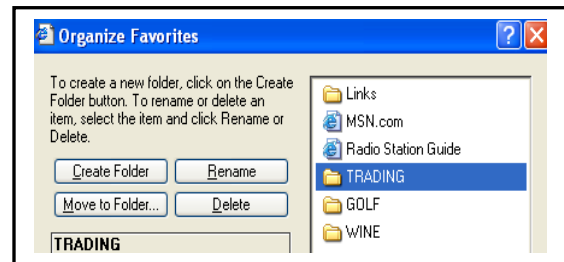 Organize Favorites
To create a new folder, click on the Create
Folder button. To rename or delete an
item, select the item and click Rename or
Delete.
Create Folder
Rename
Move to Folder...
Delete
TRADING
Links
MSN.com
Radio Station Guide
TRADING
GOLF
WINE